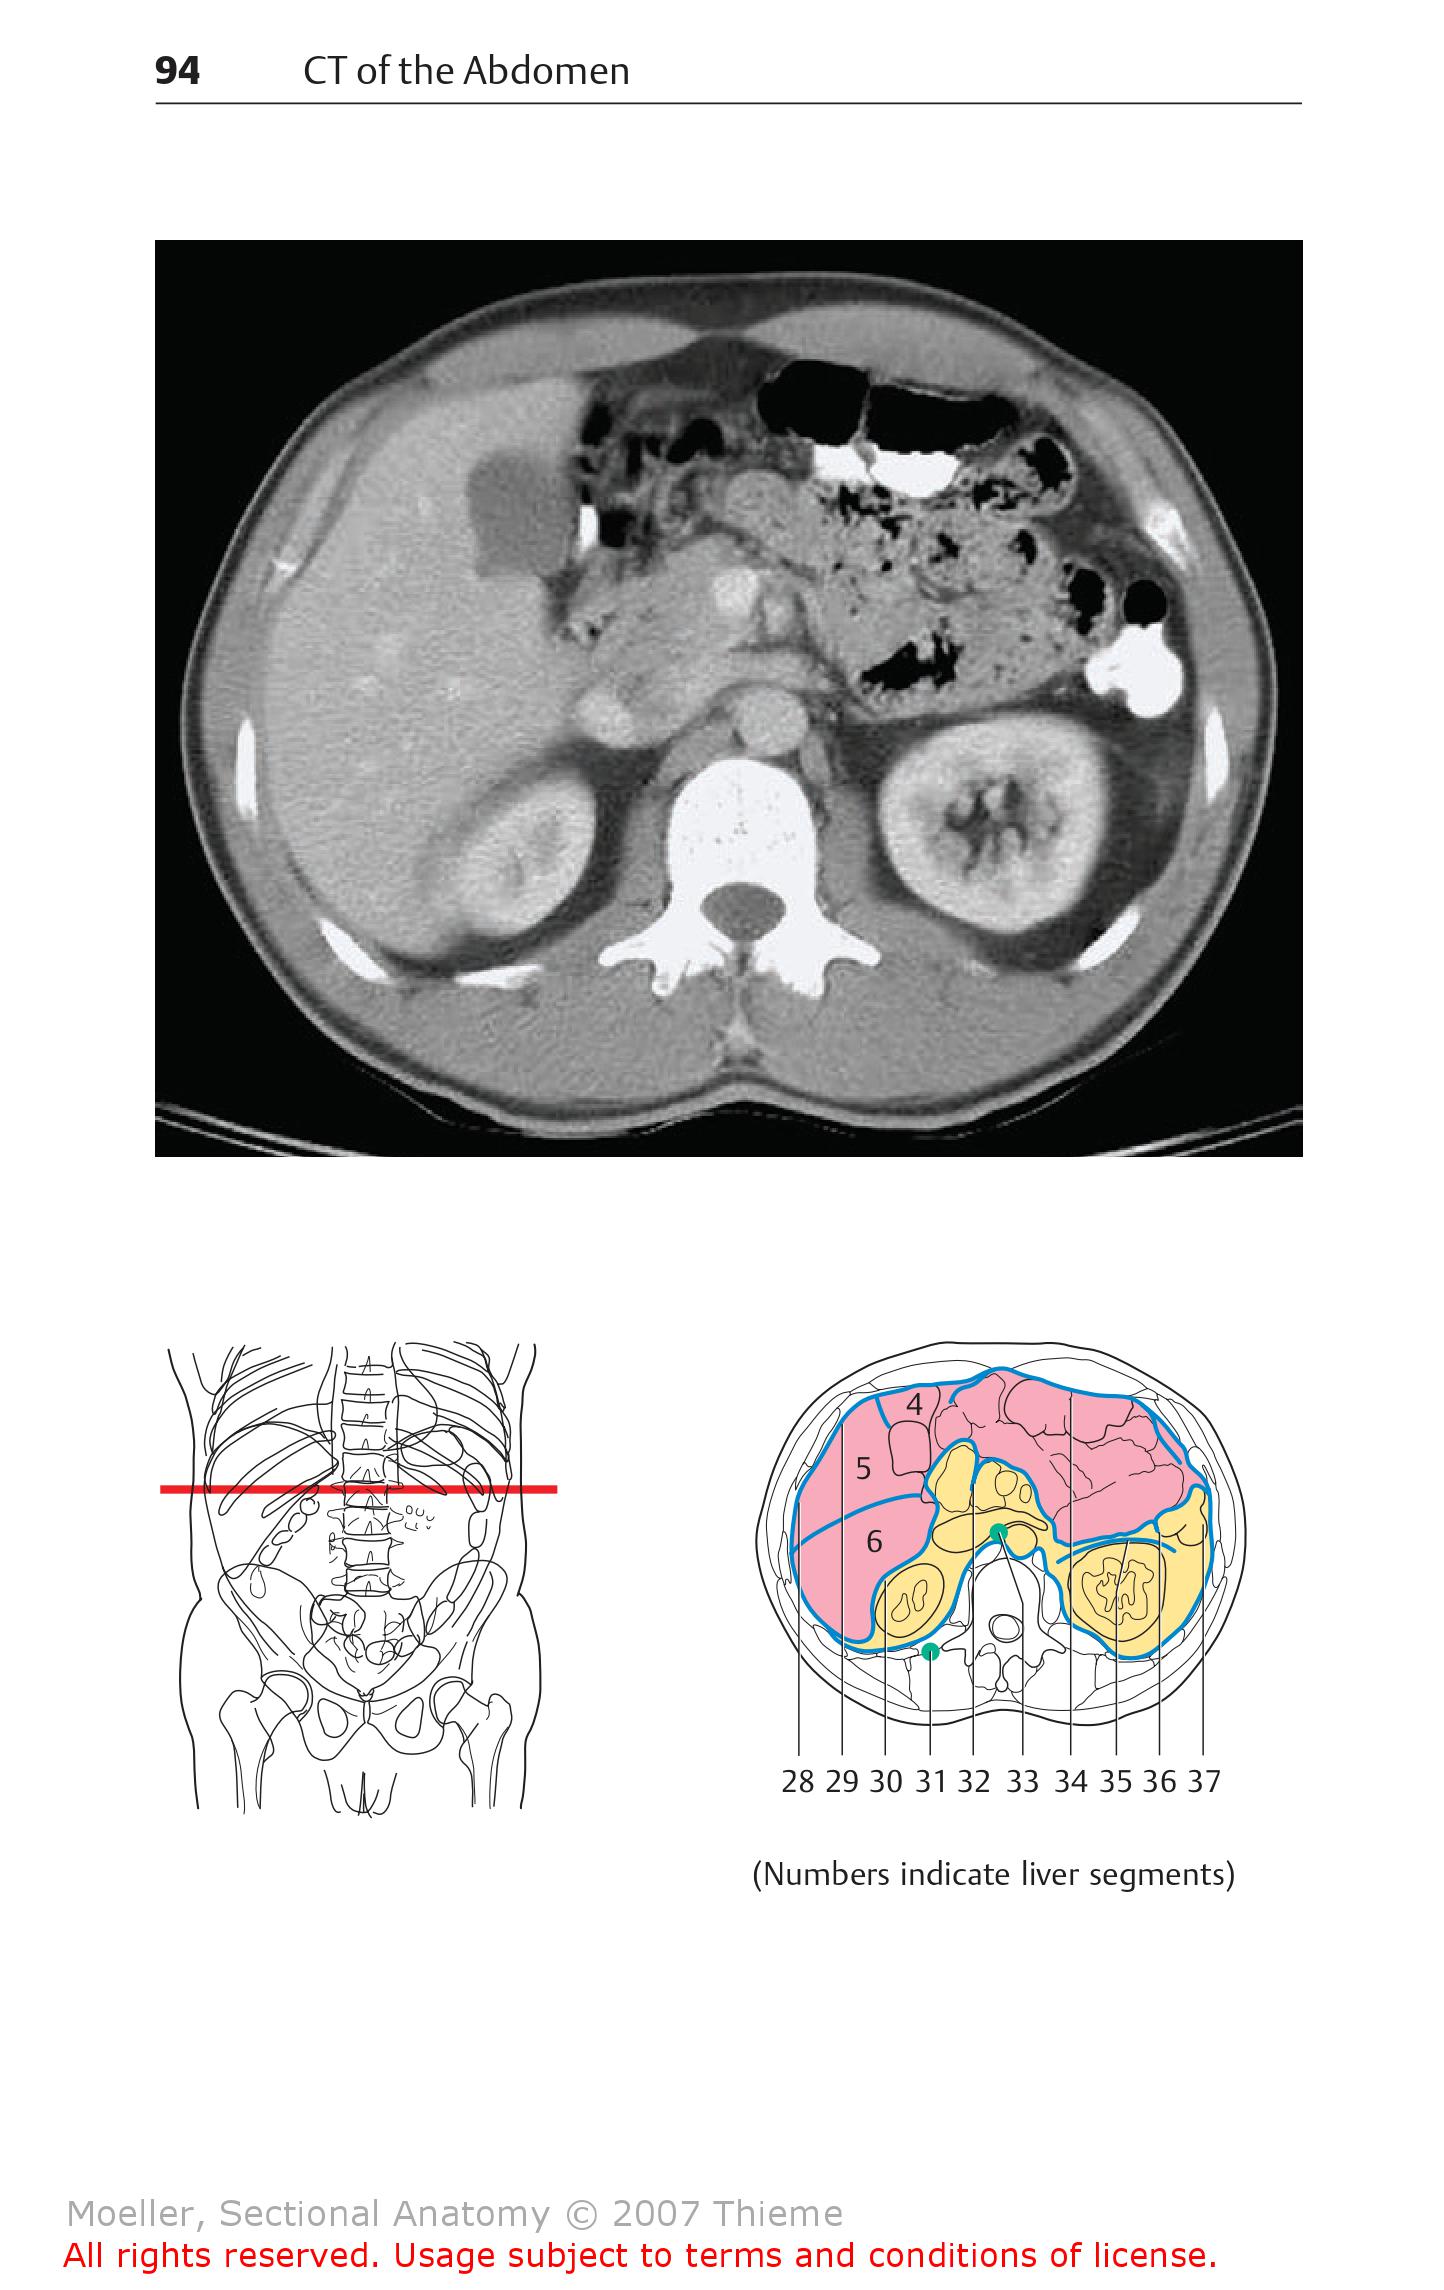 94 CT of the Abdomen
4
5
6
28 29 30 31 32 33 34 35 36 37
(Numbers indicate liver segments)
Moeller, Sectional Anatomy © 2007 Thieme
All rights reserved. Usage subject to terms and conditions of license.